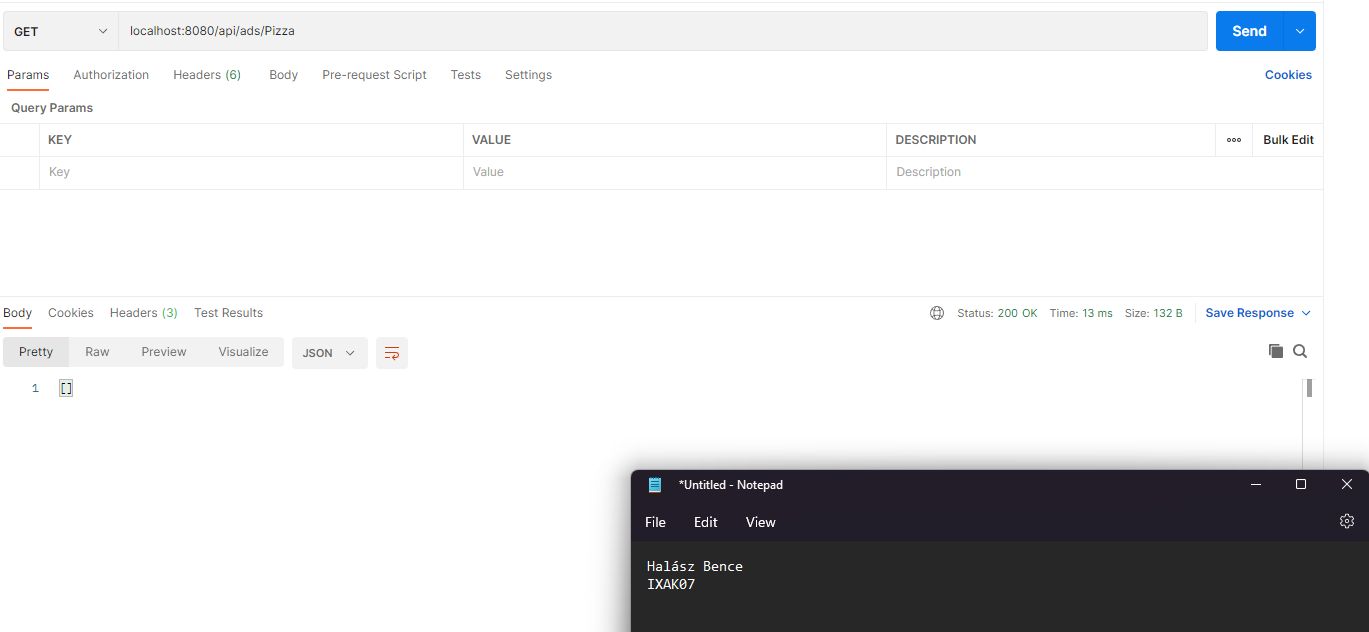 GET localhost:8080/api/ads/Pizza Send
Params Authorization Headers (6) Body Pre-request Script Tests Settings Cookies
Query Params
KEY VALUE DESCRIPTION ooo Bulk Edit
Key Value Description
Body Cookies Headers (3) Test Results Status: 200 OK Time: 13 ms Size: 132 B Save Response
Pretty Raw Preview Visualize JSON
1 []
*Untitled - Notepad
File Edit View
Halász Bence
IXAK07